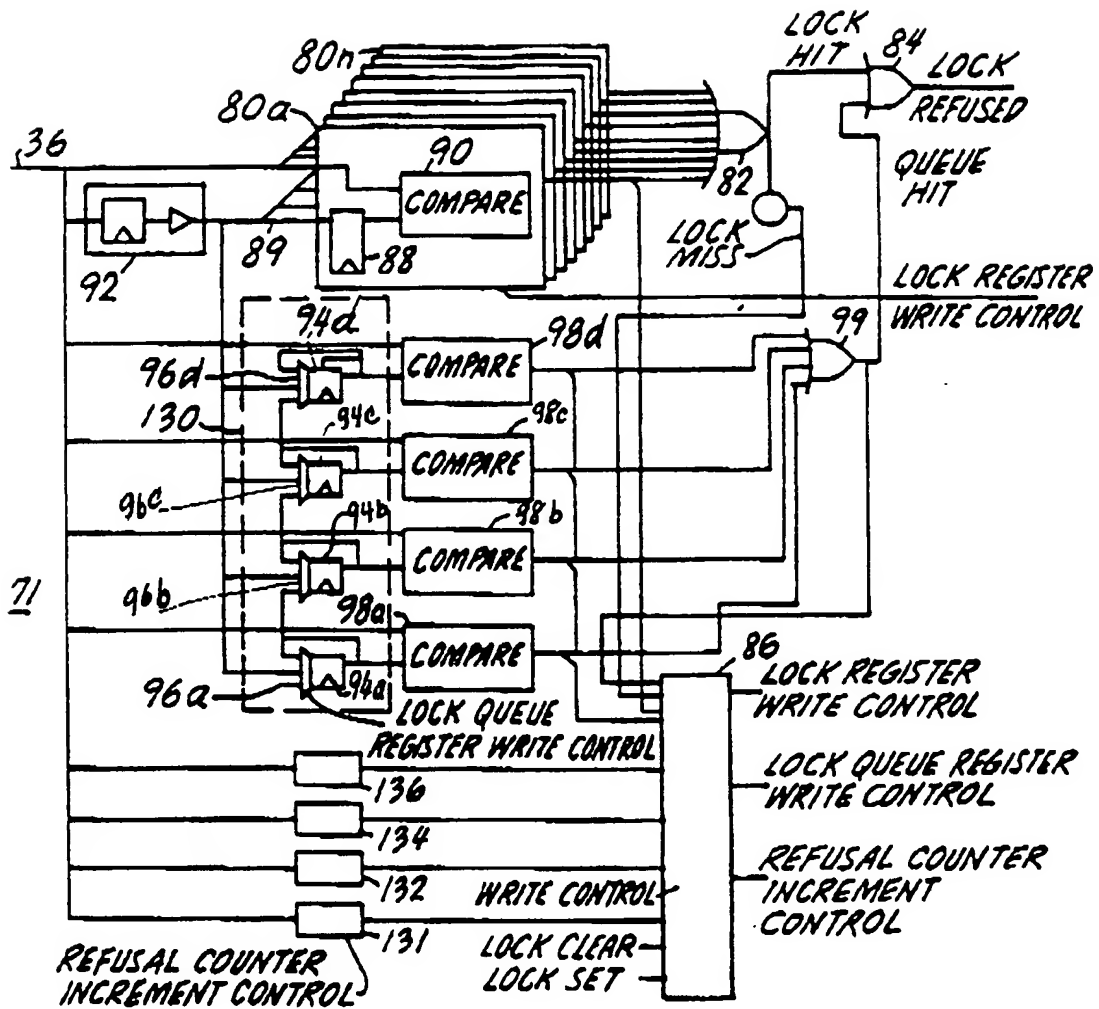 80n
LOCK
HIT
84
LOCK
REFUSED
80a
36
90
COMPARE
82
QUEUE
HIT
92
89
88
LOCK
MISS
LOCK REGISTER
WRITE CONTROL
94d
96d
COMPARE
98d
99
130
94c
COMPARE
98c
96c
94b
COMPARE
98b
71
96b
98a
COMPARE
86
96a
94a
LOCK QUEUE
REGISTER WRITE CONTROL
LOCK REGISTER
WRITE CONTROL
136
LOCK QUEUE REGISTER
WRITE CONTROL
134
132
WRITE CONTROL
REFUSAL COUNTER
INCREMENT
CONTROL
131
REFUSAL COUNTER
INCREMENT CONTROL
LOCK CLEAR
LOCK SET